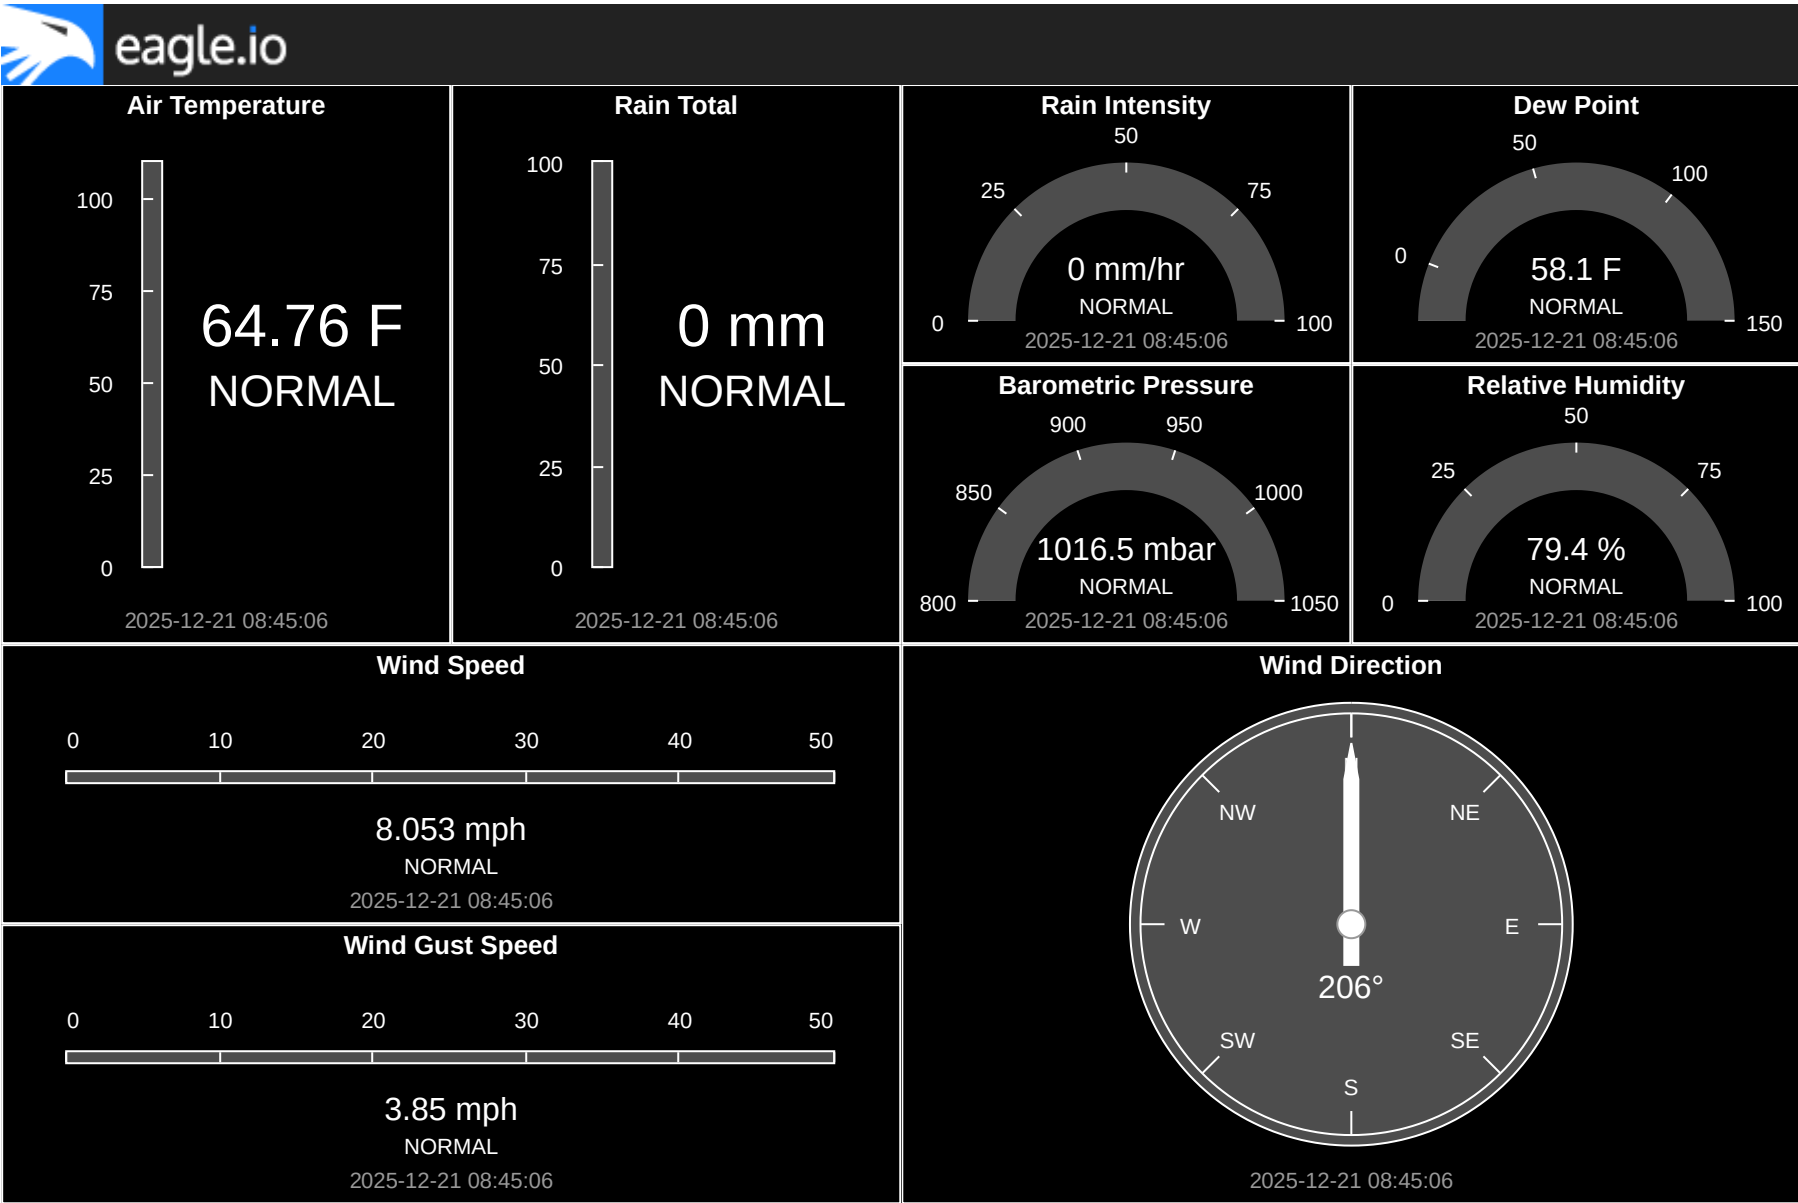 eagle.io
Air Temperature
100
75
50
25
0
64.76 F
NORMAL
2025-12-21 08:45:06
Rain Total
100
75
50
25
0
0 mm
NORMAL
2025-12-21 08:45:06
Rain Intensity
0
25
50
75
100
0 mm/hr
NORMAL
2025-12-21 08:45:06
Dew Point
0
50
100
150
58.1 F
NORMAL
2025-12-21 08:45:06
Barometric Pressure
800
850
900
950
1000
1050
1016.5 mbar
NORMAL
2025-12-21 08:45:06
Relative Humidity
0
25
50
75
100
79.4 %
NORMAL
2025-12-21 08:45:06
Wind Speed
0 10 20 30 40 50
8.053 mph
NORMAL
2025-12-21 08:45:06
Wind Gust Speed
0 10 20 30 40 50
3.85 mph
NORMAL
2025-12-21 08:45:06
Wind Direction
NW NE
W E
206°
SW SE
S
2025-12-21 08:45:06